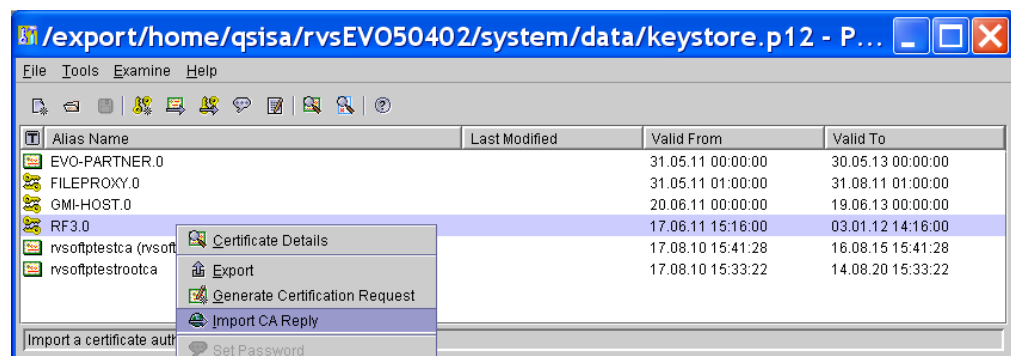 /export/home/qsisa/rvsEVO50402/system/data/keystore.p12 - P...
File Tools Examine Help
T Alias Name Last Modified Valid From Valid To
EVO-PARTNER.0 31.05.11 00:00:00 30.05.13 00:00:00
FILEPROXY.0 31.05.11 01:00:00 31.08.11 01:00:00
GMI-HOST.0 20.06.11 00:00:00 19.06.13 00:00:00
RF3.0 17.06.11 15:16:00 03.01.12 14:16:00
rvsoftptestca (rvsoft 17.08.10 15:41:28 16.08.15 15:41:28
rvsoftptestrootca 17.08.10 15:33:22 14.08.20 15:33:22
Certificate Details
Export
Generate Certification Request
Import CA Reply
Set Password
Import a certificate auth